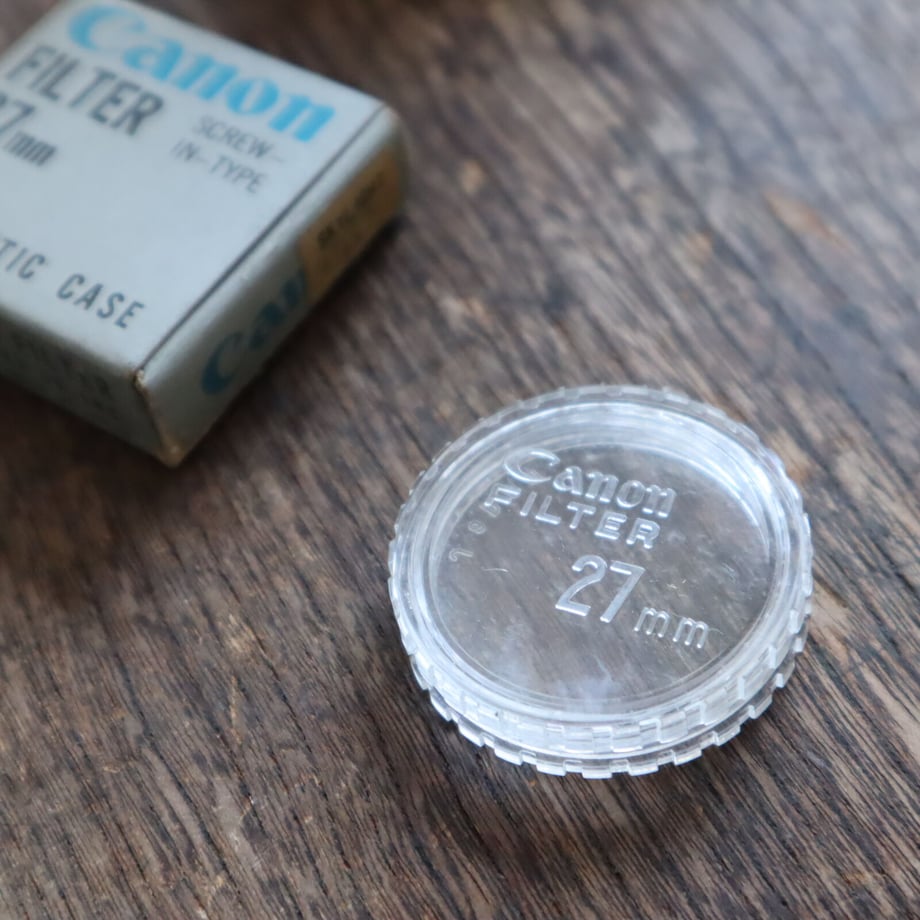 Canon
FILTER
27mm
SCREW-
IN-TYPE
TIC CASE
Can
Canon
FILTER
27mm